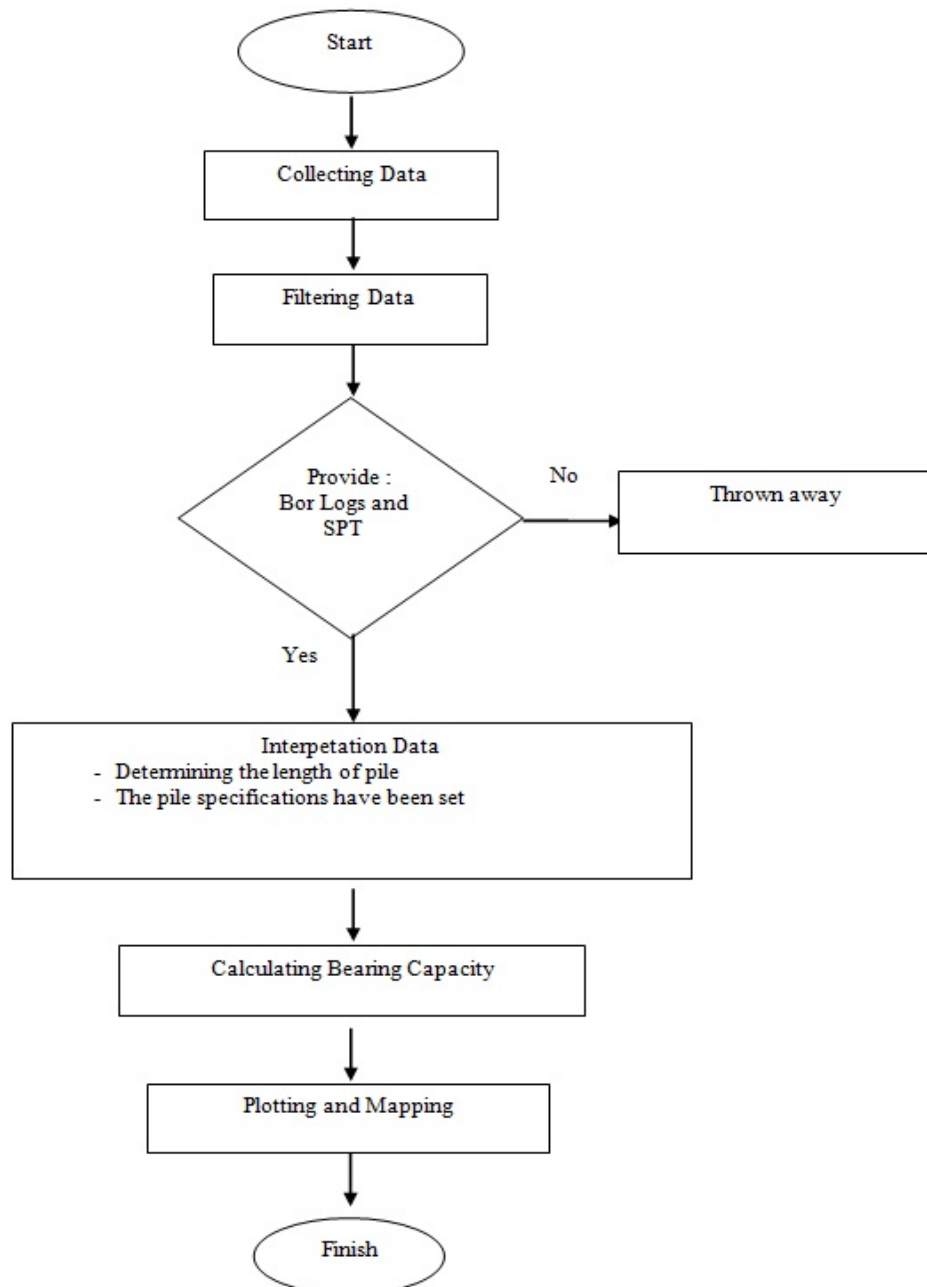 Start
Collecting Data
Filtering Data
Provide :
Bor Logs and
SPT
No
Thrown away
Yes
Interpetation Data
- Determining the length of pile
- The pile specifications have been set
Calculating Bearing Capacity
Plotting and Mapping
Finish